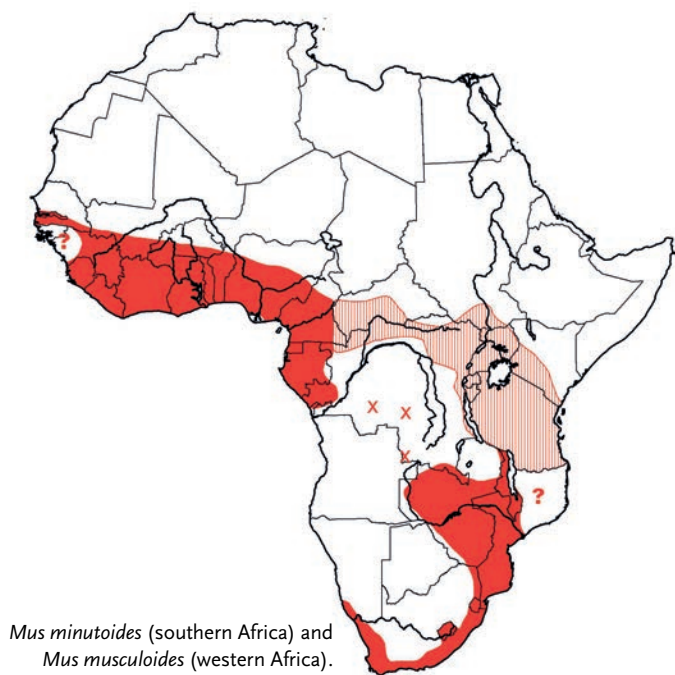 ?
X X
X
?
Mus minutoides (southern Africa) and
Mus musculoides (western Africa).